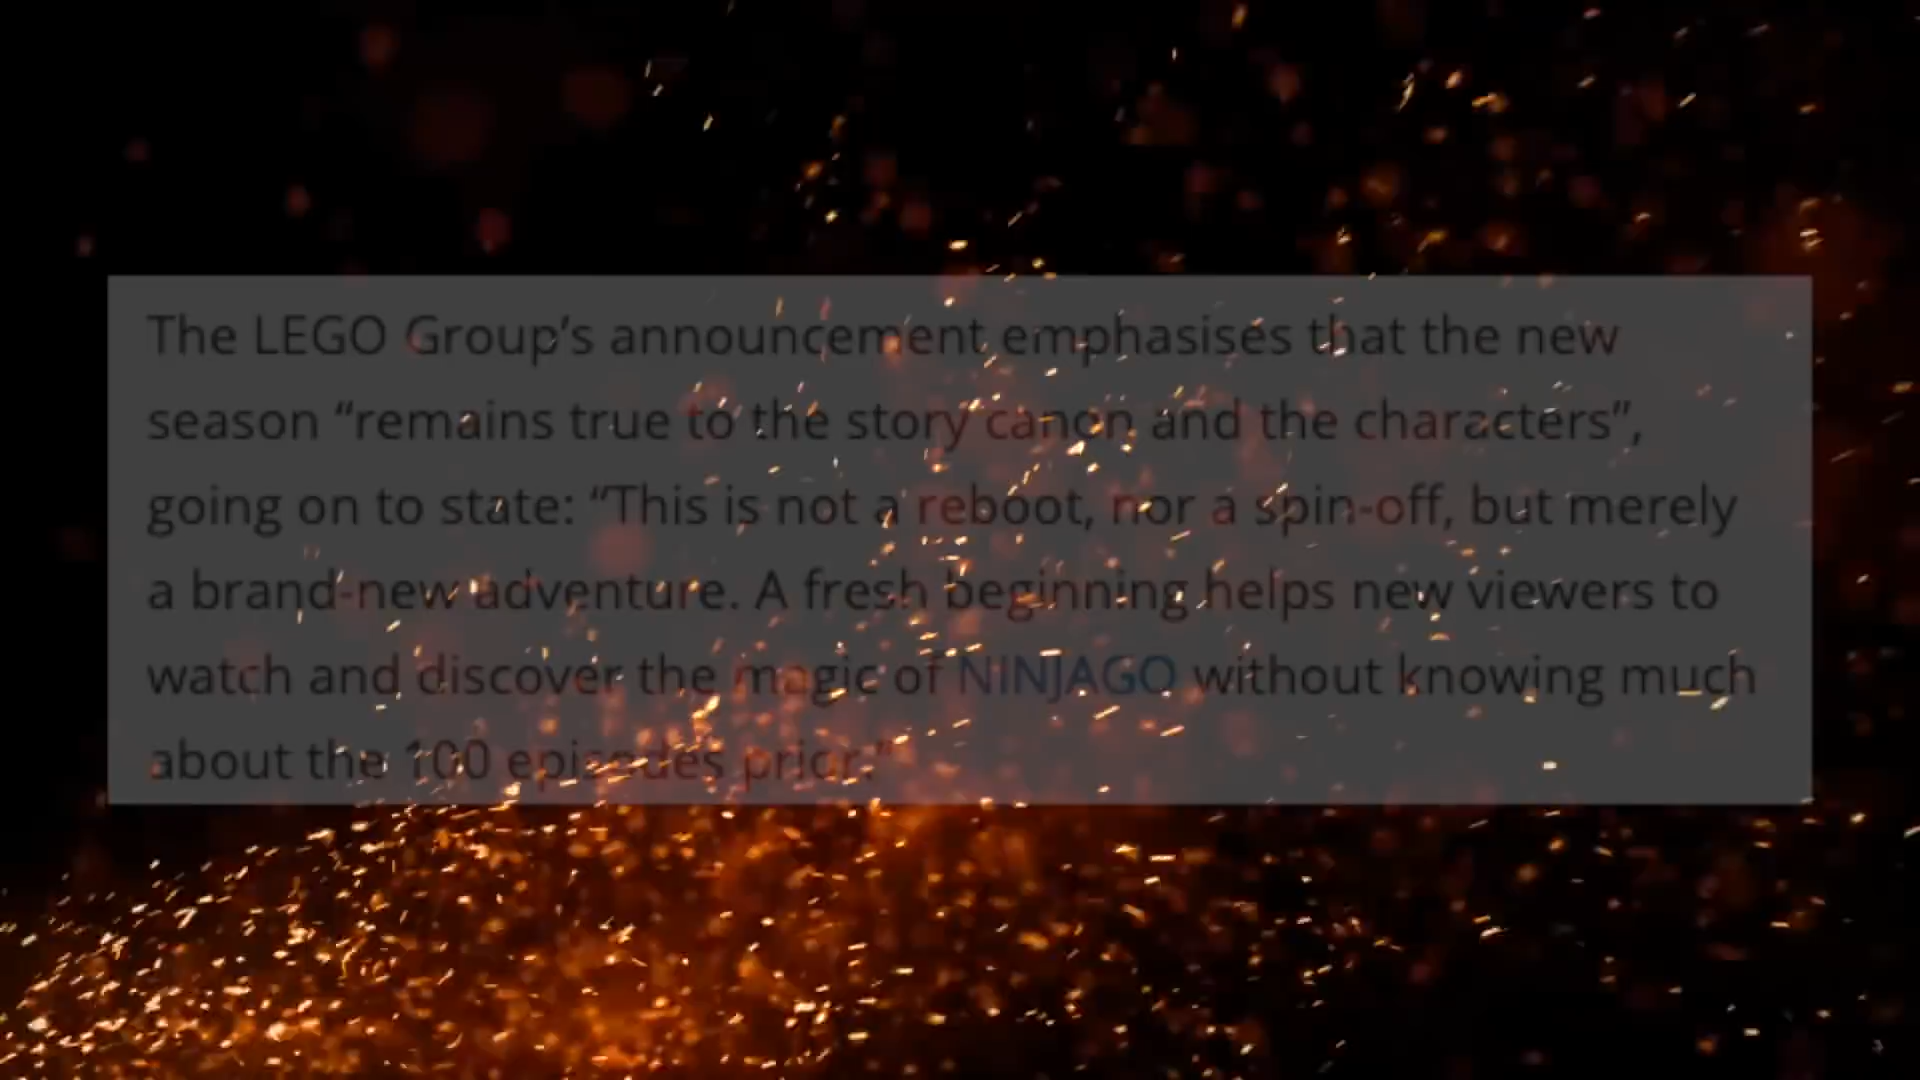 The LEGO Group’s announcement emphasises that the new
season “remains true to the story canon and the characters”,
going on to state: “This is not a reboot, nor a spin-off, but merely
a brand-new adventure. A fresh beginning helps new viewers to
watch and discover the magic of NINJAGO without knowing much
about the 100 episodes prior.”